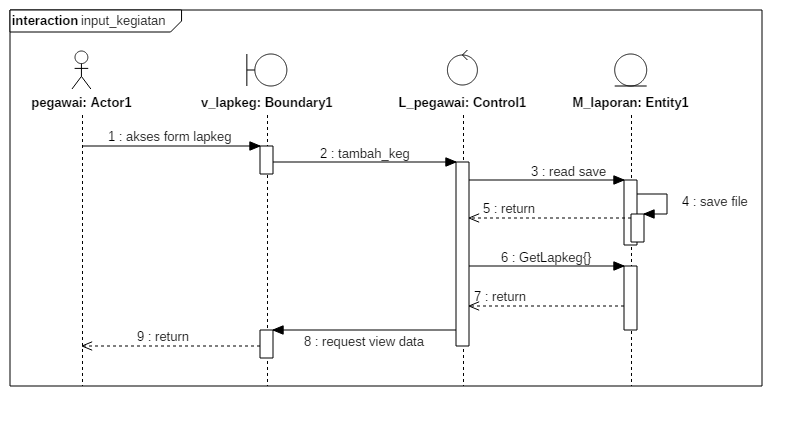 interaction input_kegiatan
pegawai: Actor1
v_lapkeg: Boundary1
L_pegawai: Control1
M_laporan: Entity1
1 : akses form lapkeg
2 : tambah_keg
3 : read save
4 : save file
5 : return
6 : GetLapkeg{}
7 : return
8 : request view data
9 : return